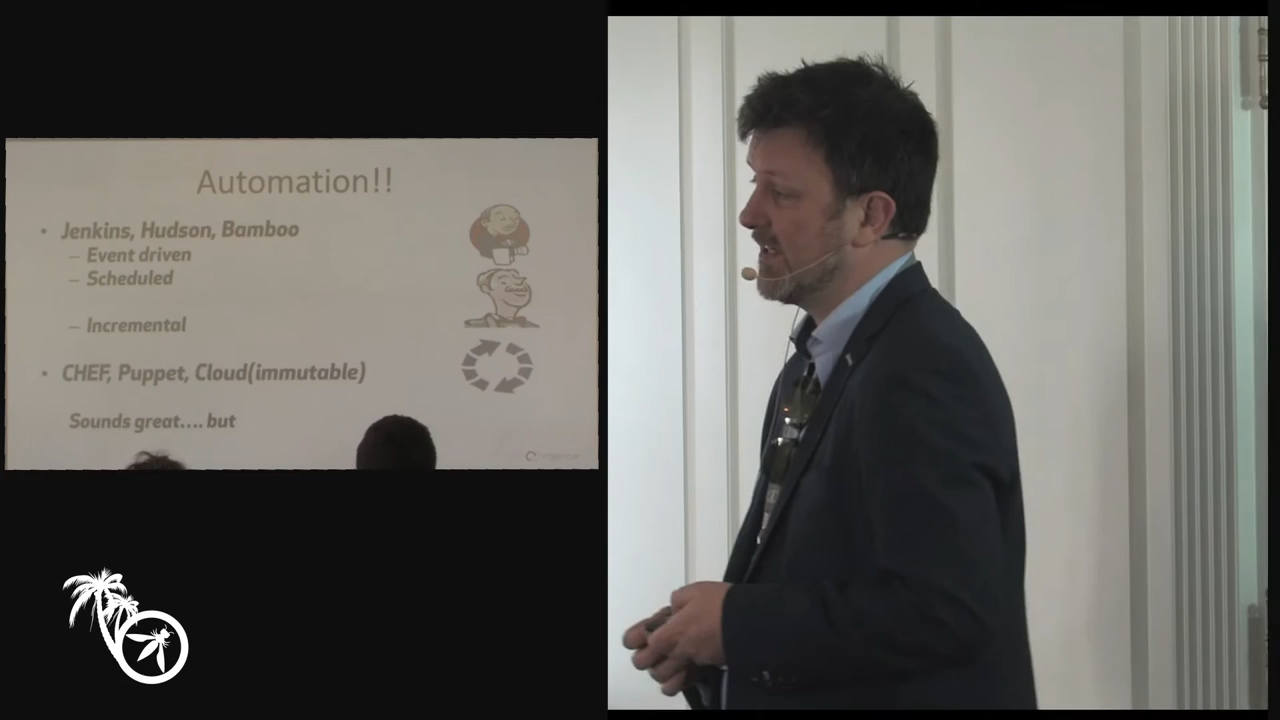 Automation!!
• Jenkins, Hudson, Bamboo
– Event driven
– Scheduled
– Incremental
• CHEF, Puppet, Cloud(immutable)
Sounds great.... but